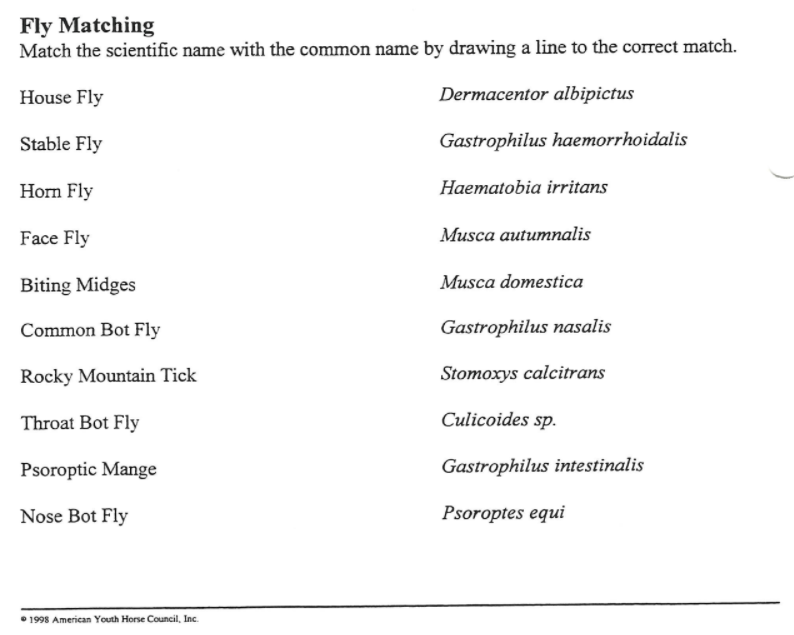 Fly Matching
Match the scientific name with the common name by drawing a line to the correct match.
House Fly Dermacentor albipictus
Stable Fly Gastrophilus haemorrhoidalis
Horn Fly Haematobia irritans
Face Fly Musca autumnalis
Biting Midges Musca domestica
Common Bot Fly Gastrophilus nasalis
Rocky Mountain Tick Stomoxys calcitrans
Throat Bot Fly Culicoides sp.
Psoroptic Mange Gastrophilus intestinalis
Nose Bot Fly Psoroptes equi
© 1998 American Youth Horse Council, Inc.